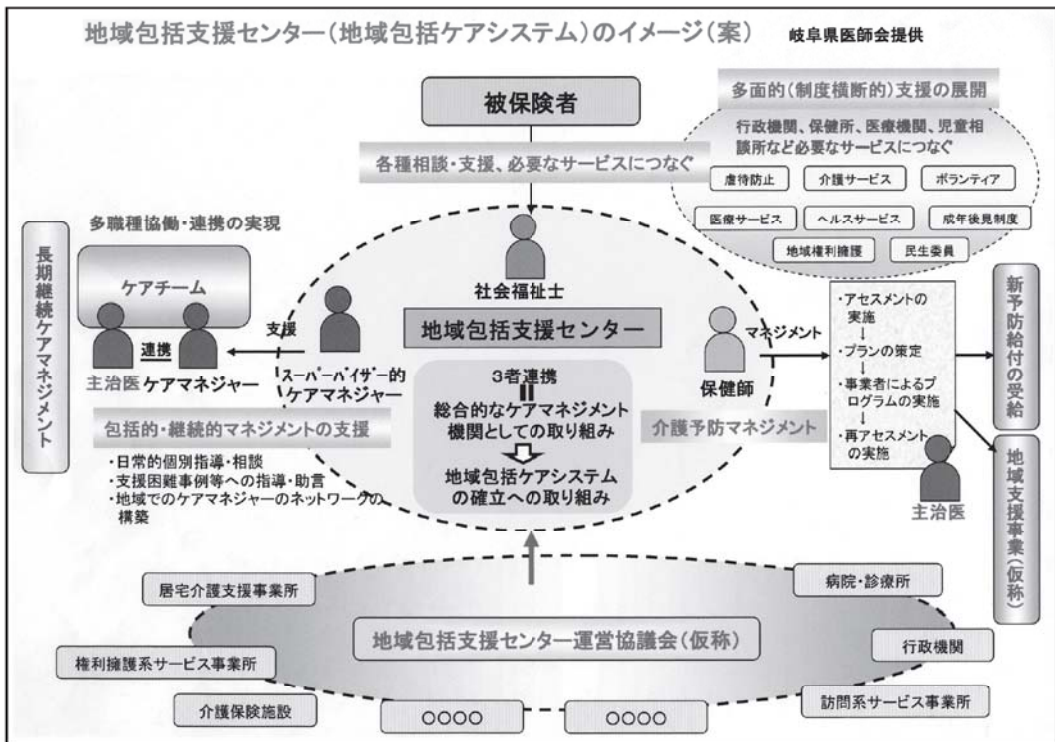 地域包括支援センター(地域包括ケアシステム)のイメージ(案)
岐阜県医師会提供
被保険者
各種相談・支援、必要なサービスにつなぐ
多面的(制度横断的)支援の展開
行政機関、保健所、医療機関、児童相
談所など必要なサービスにつなぐ
虐待防止
介護サービス
ボランティア
医療サービス
ヘルスサービス
成年後見制度
地域権利擁護
民生委員
長期継続ケアマネジメント
多職種協働・連携の実現
ケアチーム
連携
主治医
ケアマネジャー
支援
スーパーバイザー的
ケアマネジャー
包括的・継続的マネジメントの支援
・日常的個別指導・相談
・支援困難事例等への指導・助言
・地域でのケアマネジャーのネットワークの
構築
社会福祉士
地域包括支援センター
3者連携
総合的なケアマネジメント
機関としての取り組み
地域包括ケアシステム
の確立への取り組み
保健師
マネジメント
介護予防マネジメント
・アセスメントの
実施
・プランの策定
・事業者によるプ
ログラムの実施
・再アセスメント
の実施
主治医
新予防給付の受給
地域支援事業(仮称)
居宅介護支援事業所
病院・診療所
地域包括支援センター運営協議会(仮称)
権利擁護系サービス事業所
行政機関
介護保険施設
○○○○
○○○○
訪問系サービス事業所